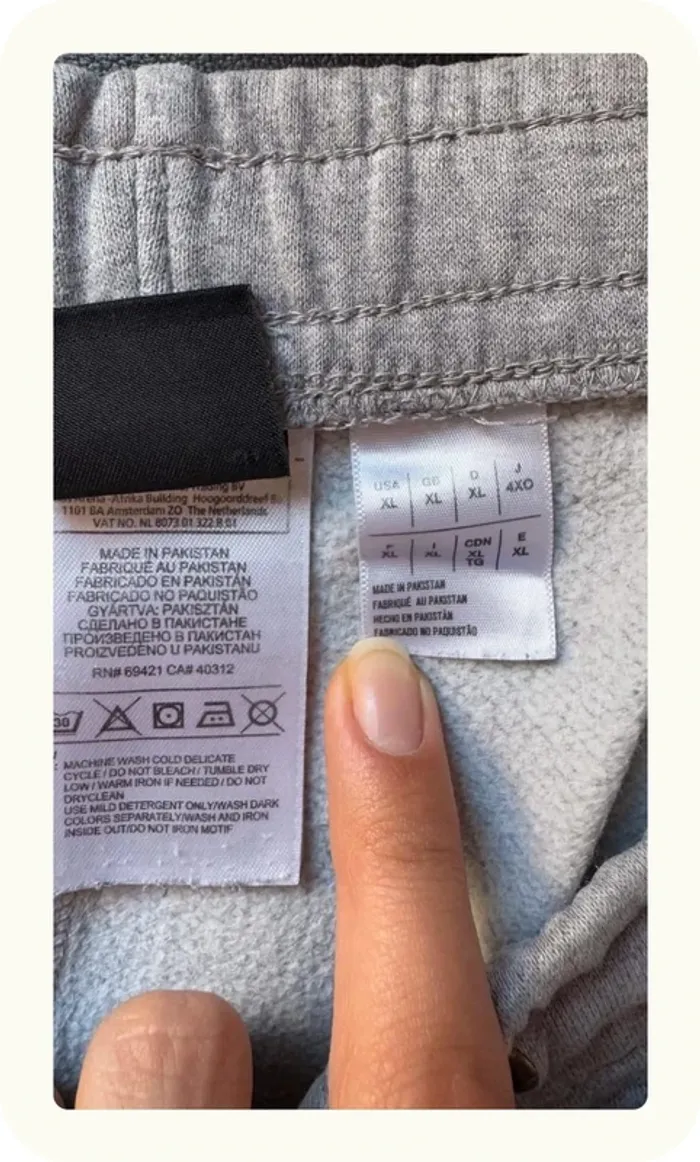 Arena -Afrika Building Hoogoorddreef
1101 BA Amsterdam ZO The Netherlands
VAT NO. NL 8073 01 322 B 01
MADE IN PAKISTAN
FABRIQUÉ AU PAKISTAN
FABRICADO EN PAKISTÁN
FABRICADO NO PAQUISTÃO
GYÁRTVA: PAKISZTÁN
СДЕЛАНО В ПАКИСТАНЕ
ПРОИЗВЕДЕНО В ПАКИСТАН
PROIZVEDENO U PAKISTANU
RN# 69421 CA# 40312
30
MACHINE WASH COLD DELICATE
CYCLE / DO NOT BLEACH / TUMBLE DRY
LOW / WARM IRON IF NEEDED / DO NOT
DRYCLEAN
USE MILD DETERGENT ONLY/WASH DARK
COLORS SEPARATELY/WASH AND IRON
INSIDE OUT/DO NOT IRON MOTIF
USA GB D J
XL XL XL 4XO
F I CDN E
XL XL XL TG XL
MADE IN PAKISTAN
FABRIQUÉ AU PAKISTAN
HECHO EN PAKISTÁN
FABRICADO NO PAQUISTÃO